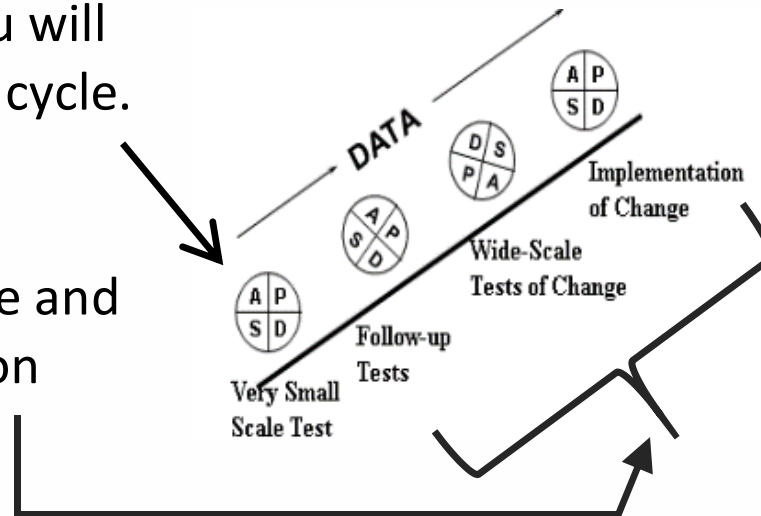 u will
cycle.
e and
on
DATA
A P
S D
A P
S D
D S
P A
A P
S D
Very Small
Scale Test
Follow-up
Tests
Wide-Scale
Tests of Change
Implementation
of Change